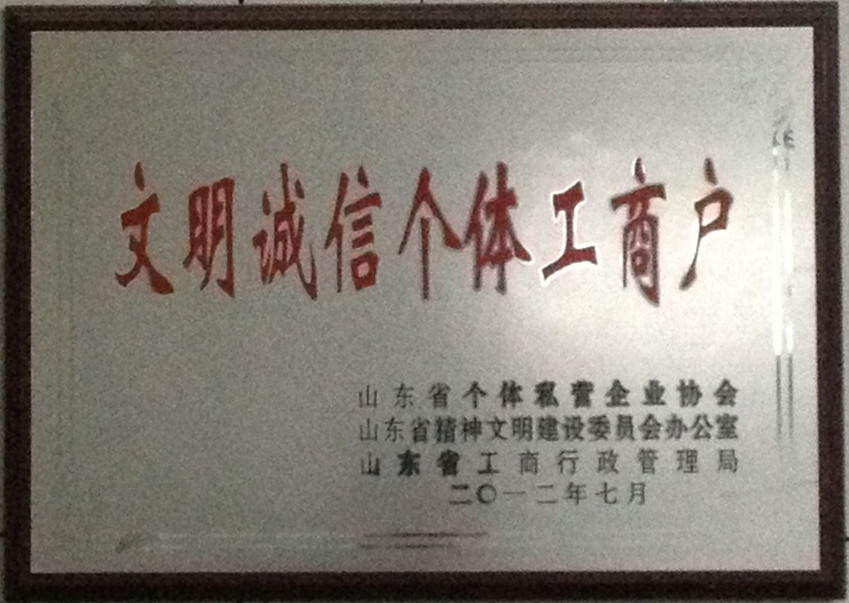 文明诚信个体工商户
山东省个体私营企业协会
山东省精神文明建设委员会办公室
山东省工商行政管理局
二〇一二年七月